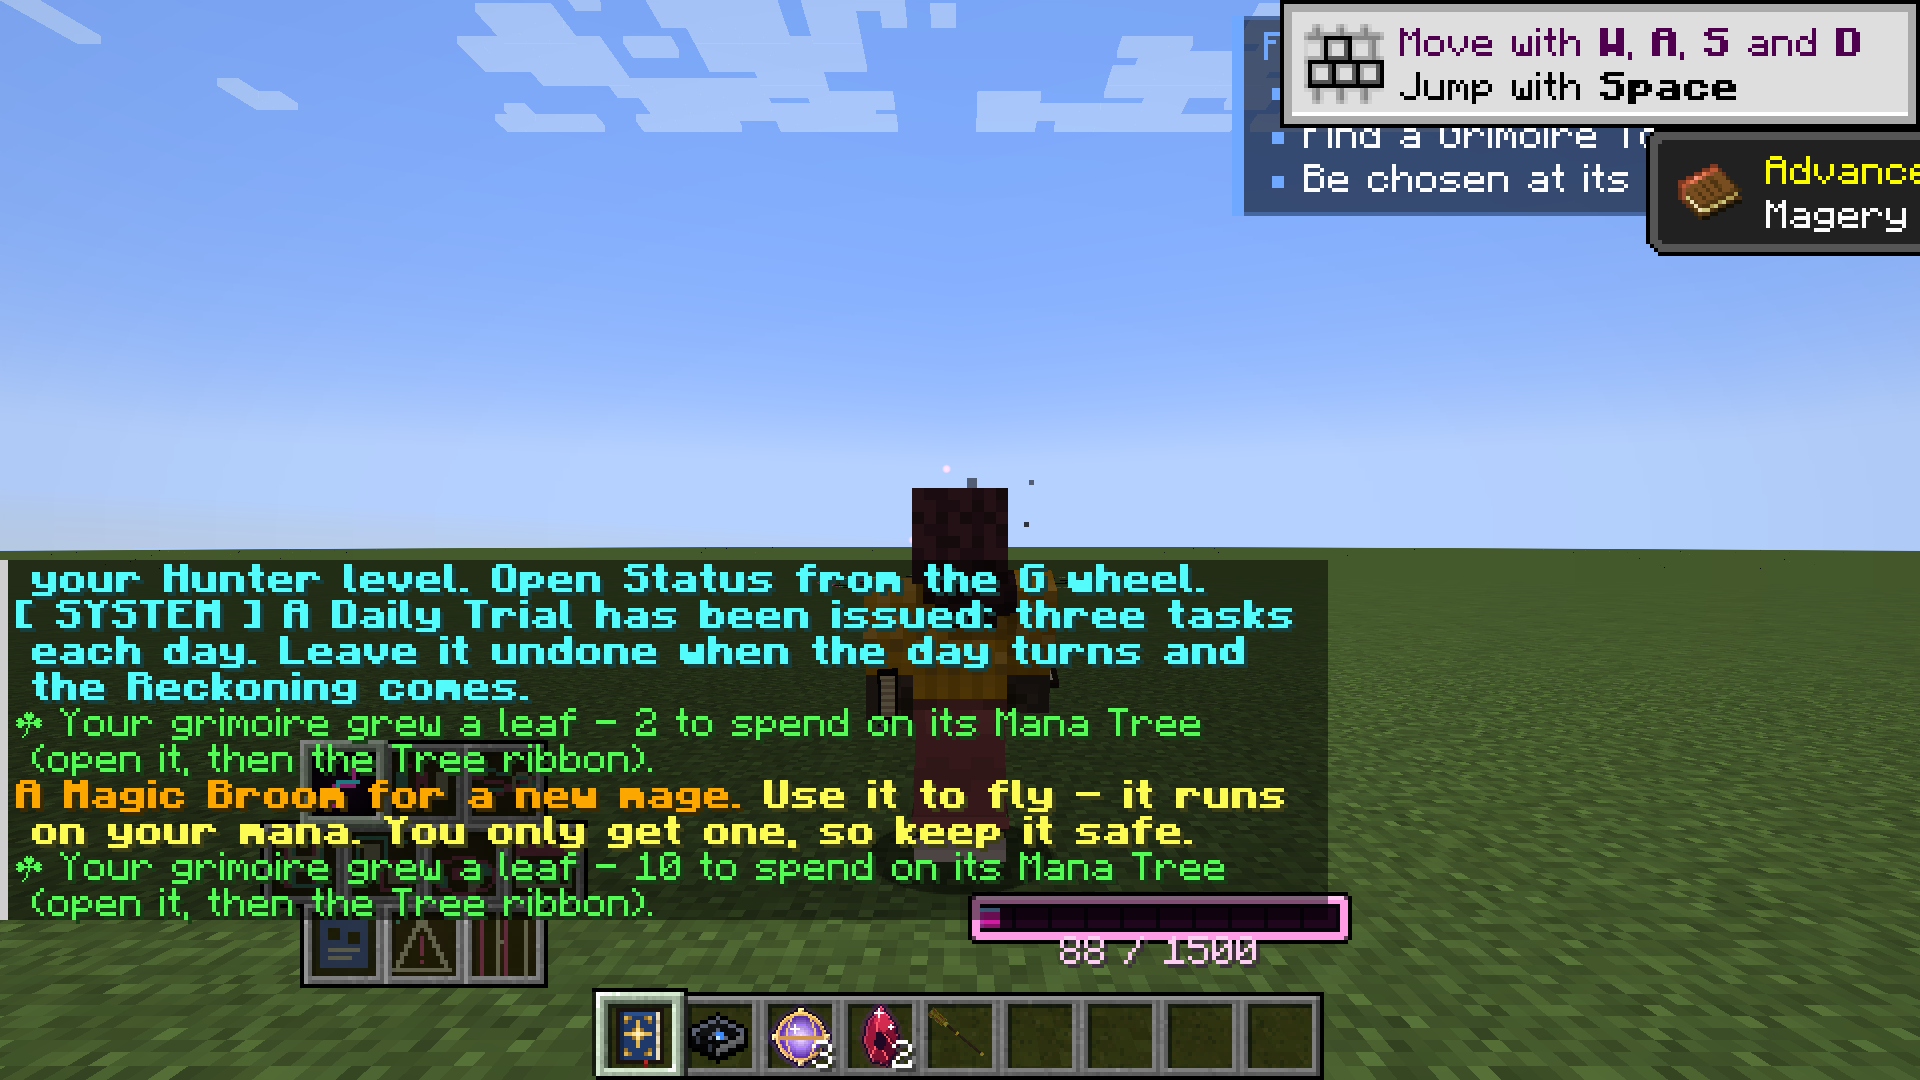 Move with W, A, S and D
Jump with Space
F
Find a Grimoire To
Be chosen at its
Advance
Magery
your Hunter level. Open Status from the G wheel.
[ SYSTEM ] A Daily Trial has been issued: three tasks
each day. Leave it undone when the day turns and
the Reckoning comes.
☘ Your grimoire grew a leaf — 2 to spend on its Mana Tree
(open it, then the Tree ribbon).
A Magic Broom for a new mage. Use it to fly — it runs
on your mana. You only get one, so keep it safe.
☘ Your grimoire grew a leaf — 10 to spend on its Mana Tree
(open it, then the Tree ribbon).
88 / 1500
3
2